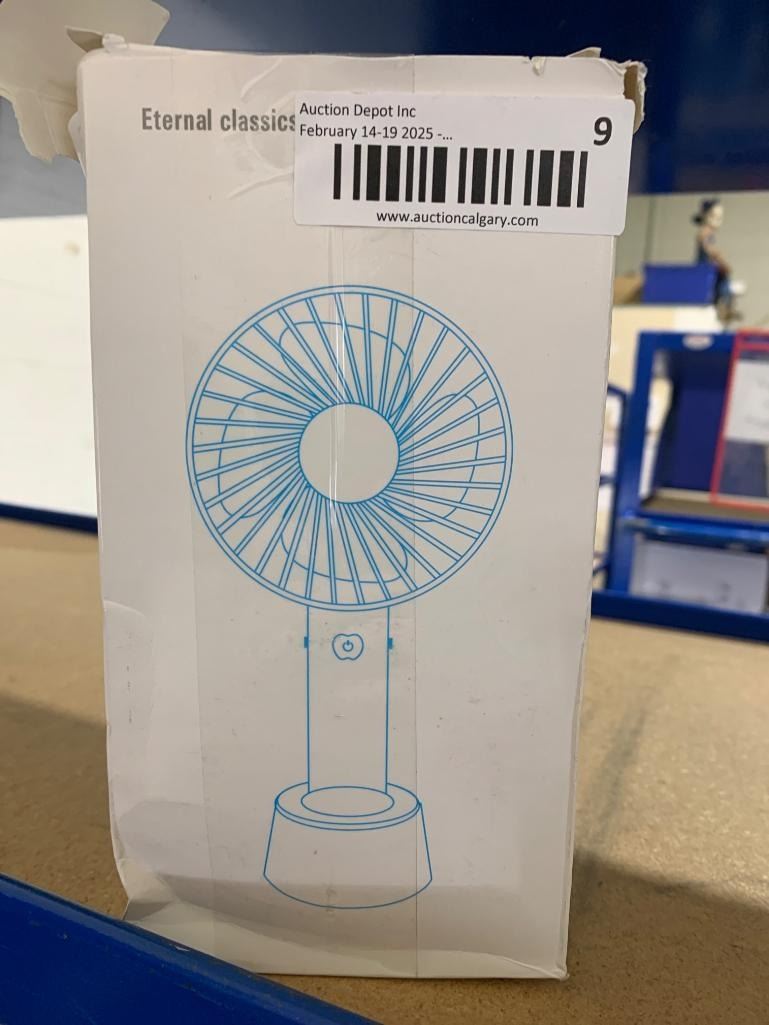 Eternal classics
Auction Depot Inc
February 14-19 2025 -...
9
www.auctioncalgary.com